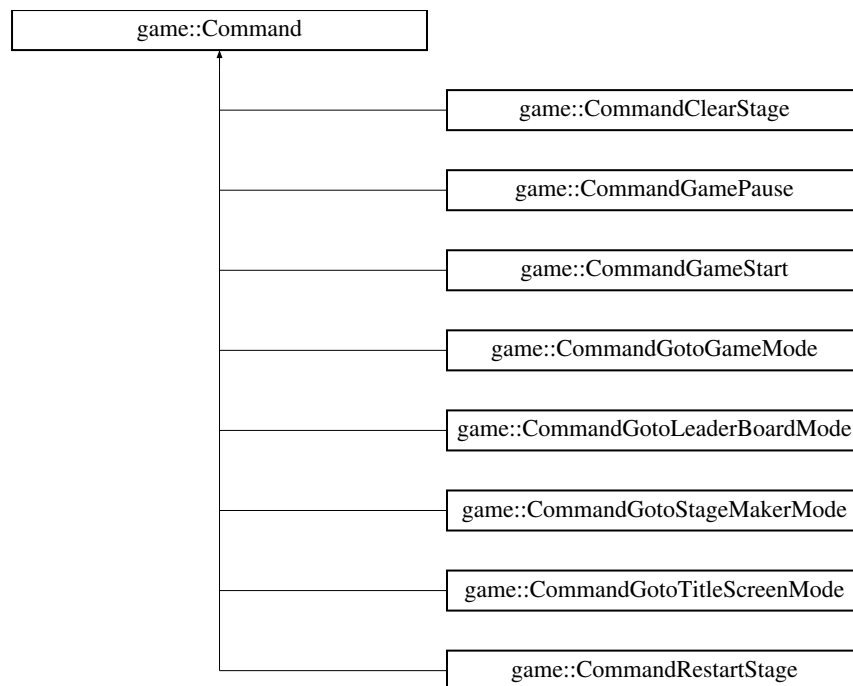 game::Command
game::CommandClearStage
game::CommandGamePause
game::CommandGameStart
game::CommandGotoGameMode
game::CommandGotoLeaderBoardMode
game::CommandGotoStageMakerMode
game::CommandGotoTitleScreenMode
game::CommandRestartStage